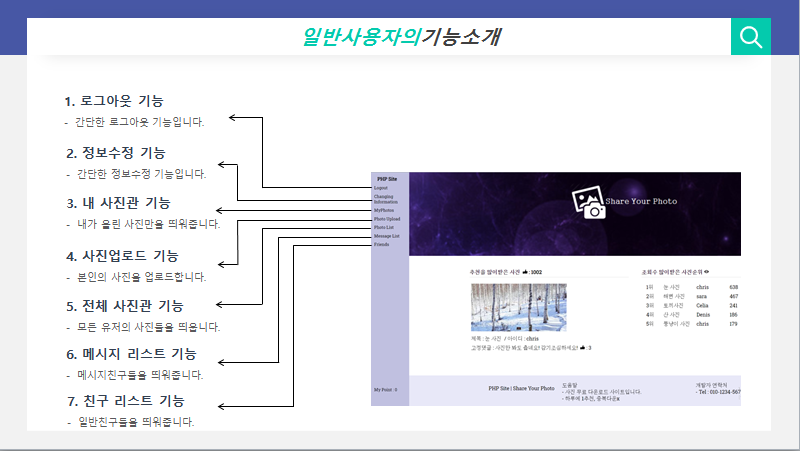 일반사용자의기능소개
1. 로그아웃 기능
- 간단한 로그아웃 기능입니다.
2. 정보수정 기능
- 간단한 정보수정 기능입니다.
3. 내 사진관 기능
- 내가 올린 사진만을 띄워줍니다.
4. 사진업로드 기능
- 본인의 사진을 업로드합니다.
5. 전체 사진관 기능
- 모든 유저의 사진들을 띄웁니다.
6. 메시지 리스트 기능
- 메시지친구들을 띄워줍니다.
7. 친구 리스트 기능
- 일반친구들을 띄워줍니다.
PHP Site
Logout
Changing
Information
MyPhotos
Photo Upload
Photo List
Message List
Friends
My Point : 0
Share Your Photo
추천을 많이받은 사진 : 1002
제목 : 눈 사진 / 아이디 : chris
고정댓글 : 사진만 봐도 춥네요! 감기조심하세요! : 3
조회수 많이받은 사진순위
1위 눈 사진 chris 638
2위 해변 사진 sara 467
3위 토끼사진 Celia 241
4위 산 사진 Denis 186
5위 통닭이 사진 chris 179
PHP Site | Share Your Photo
도움말
- 사진 무료 다운로드 사이트입니다.
- 하루에 1추천, 중복다운x
개발자 연락처
- Tel : 010-1234-567